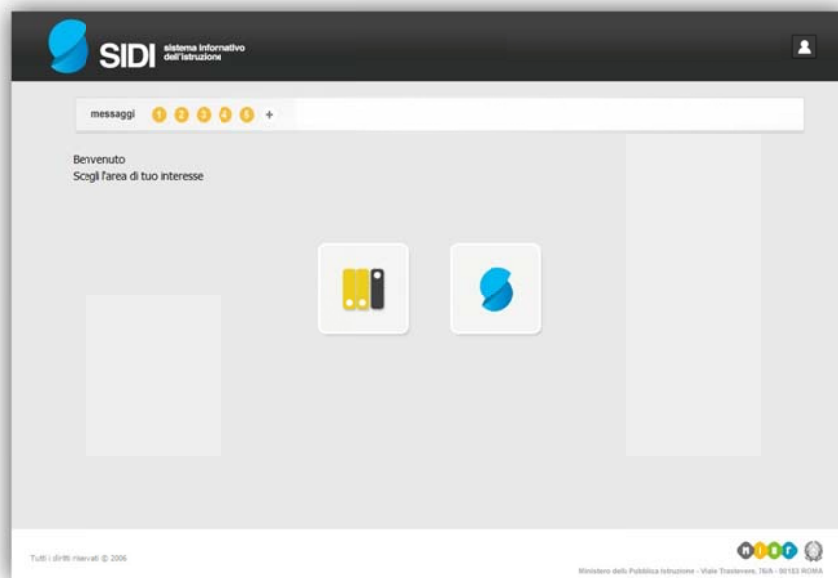 SIDI
sistema informativo
dell'istruzione
messaggi 1 2 3 4 5 +
Benvenuto
Scegli l'area di tuo interesse
Tutti i diritti riservati © 2006
miur
Ministero della Pubblica Istruzione - Viale Trastevere, 76/A - 00153 ROMA